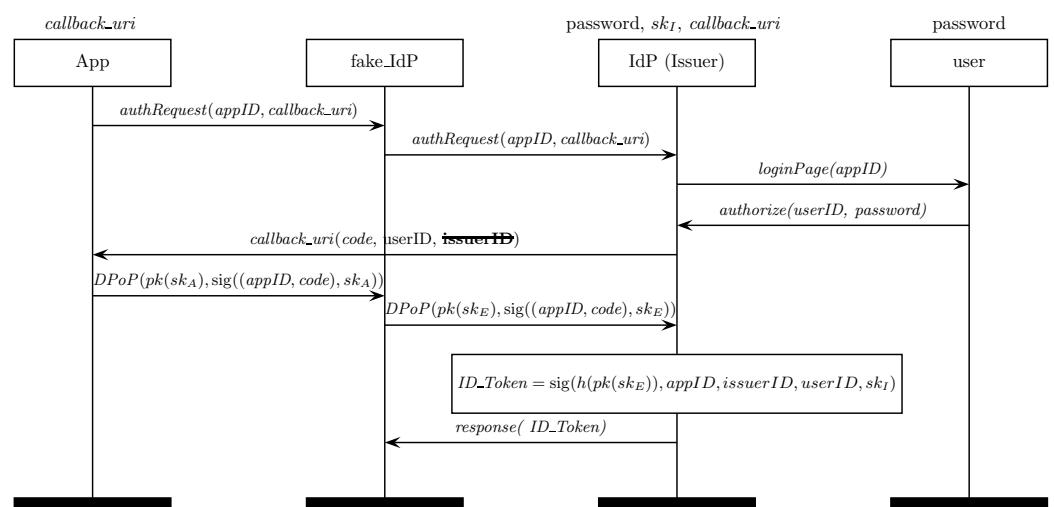 callback_uri
password, sk_I, callback_uri
password
App
fake_IdP
IdP (Issuer)
user
authRequest(appID, callback_uri)
authRequest(appID, callback_uri)
loginPage(appID)
authorize(userID, password)
callback_uri(code, userID, issuerID)
DPoP(pk(sk_A), sig((appID, code), sk_A))
DPoP(pk(sk_E), sig((appID, code), sk_E))
ID_Token = sig(h(pk(sk_E)), appID, issuerID, userID, sk_I)
response( ID_Token)